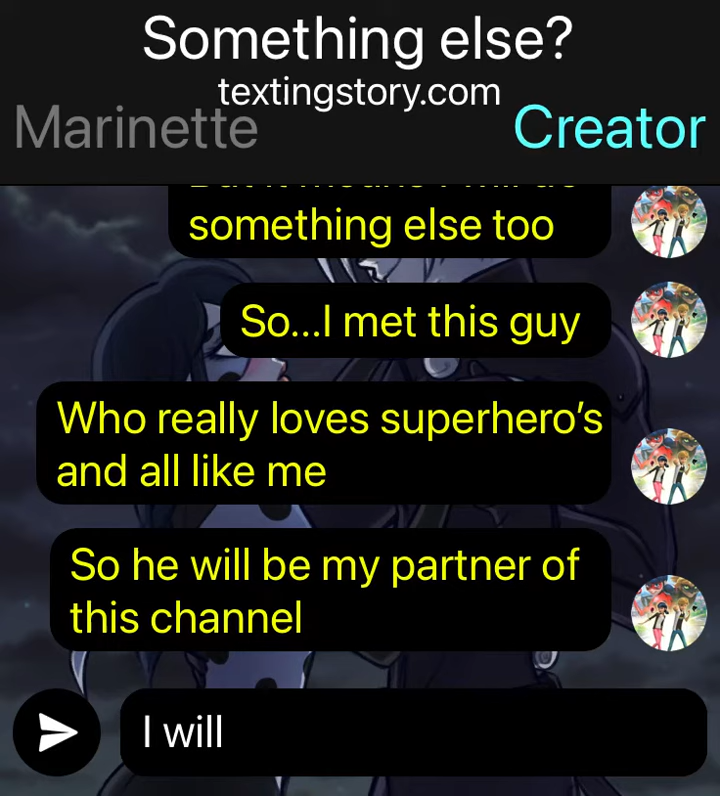 Something else?
textingstory.com
Marinette
Creator
something else too
So...I met this guy
Who really loves superhero’s
and all like me
So he will be my partner of
this channel
I will